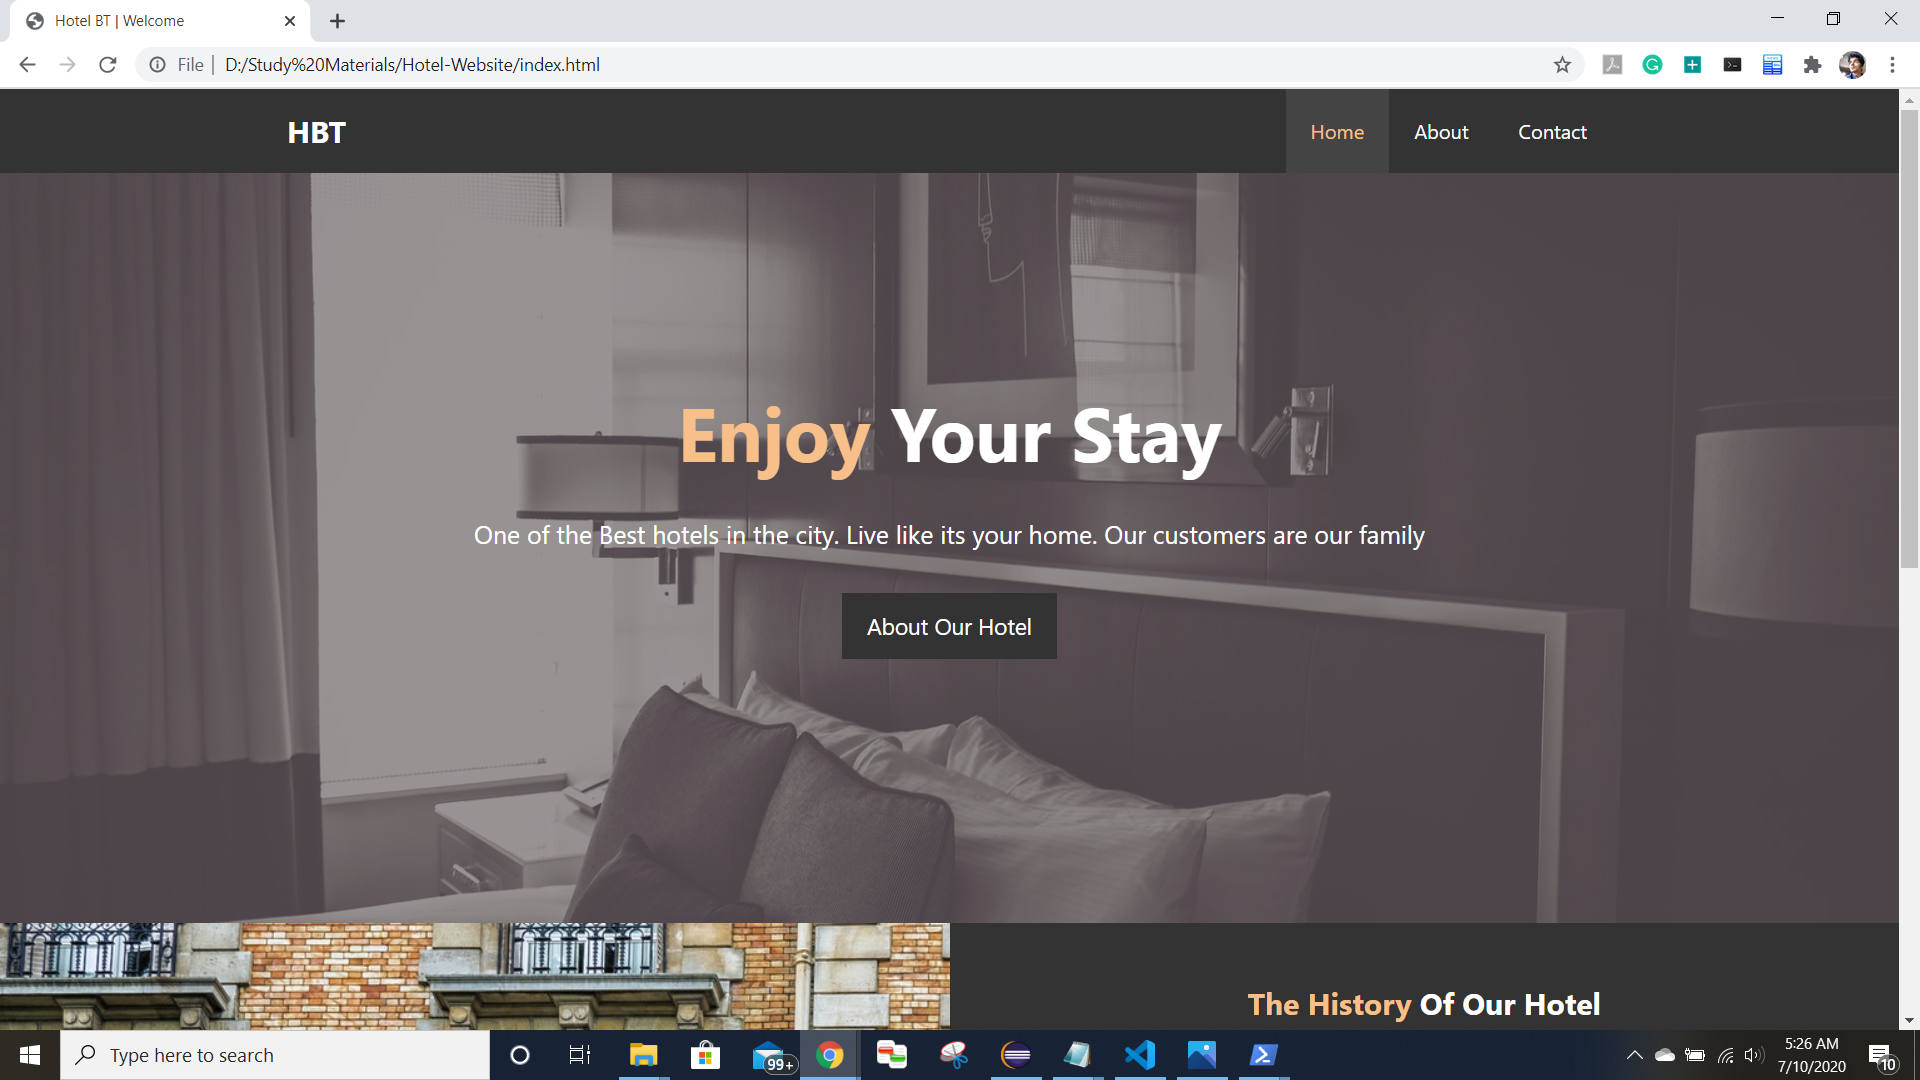 Hotel BT | Welcome
File | D:/Study%20Materials/Hotel-Website/index.html
HBT
Home About Contact
Enjoy Your Stay
One of the Best hotels in the city. Live like its your home. Our customers are our family
About Our Hotel
The History Of Our Hotel
Type here to search
99+
5:26 AM
7/10/2020
10